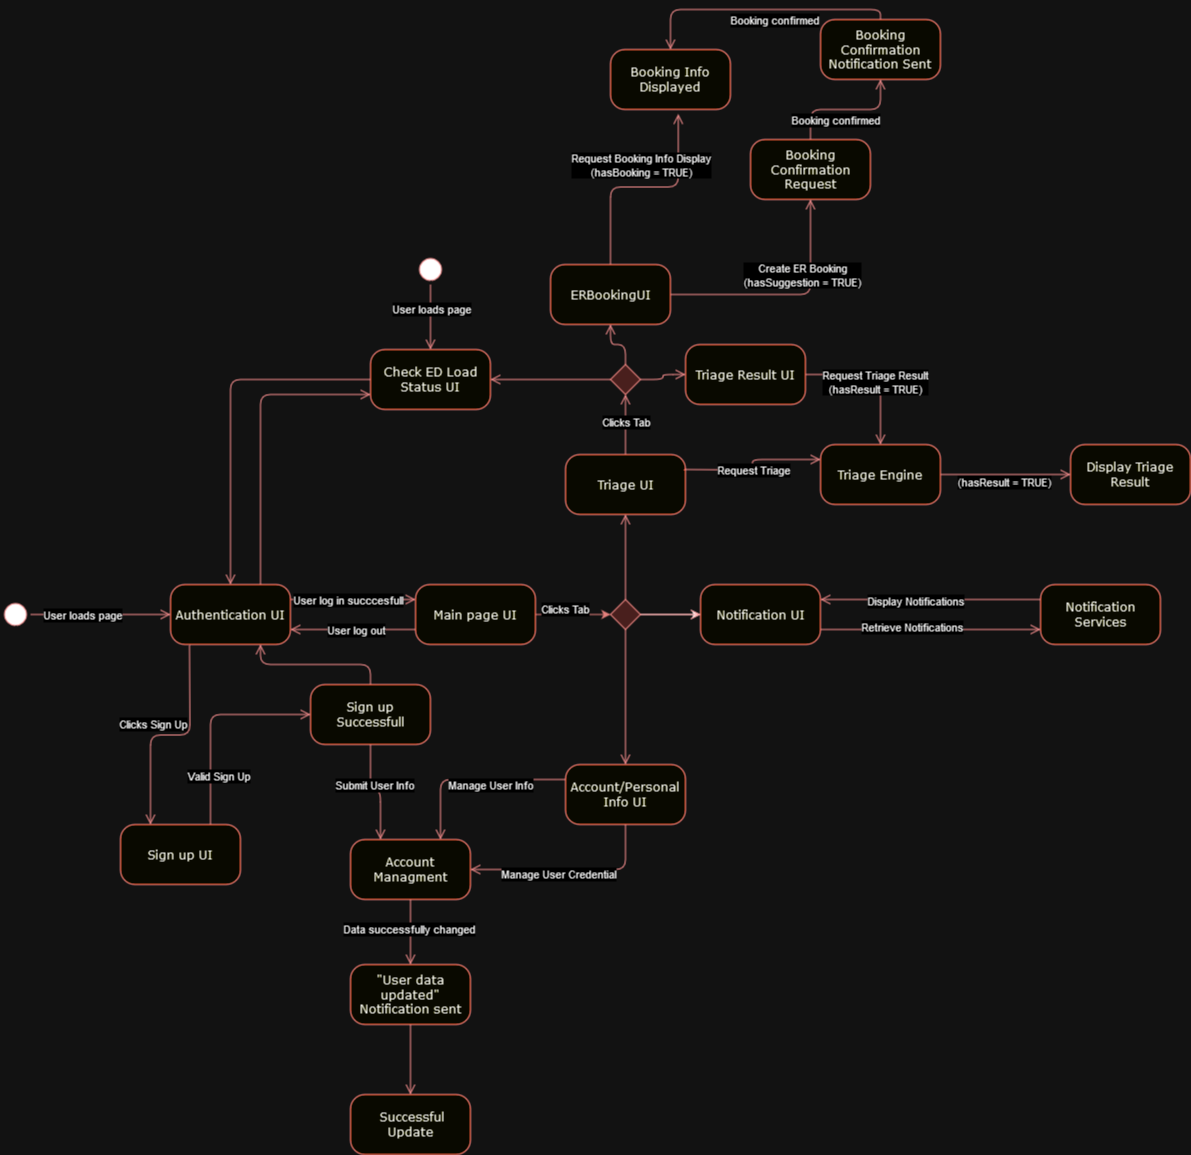 Booking confirmed
Booking
Confirmation
Notification Sent
Booking Info
Displayed
Booking confirmed
Request Booking Info Display
(hasBooking = TRUE)
Booking
Confirmation
Request
Create ER Booking
(hasSuggestion = TRUE)
ERBookingUI
User loads page
Check ED Load
Status UI
Triage Result UI
Request Triage Result
(hasResult = TRUE)
Clicks Tab
Triage UI
Request Triage
Triage Engine
(hasResult = TRUE)
Display Triage
Result
User loads page
Authentication UI
User log in succcesfull
User log out
Main page UI
Clicks Tab
Notification UI
Display Notifications
Retrieve Notifications
Notification
Services
Sign up
Successfull
Clicks Sign Up
Valid Sign Up
Submit User Info
Manage User Info
Account/Personal
Info UI
Sign up UI
Account
Managment
Manage User Credential
Data successfully changed
"User data
updated"
Notification sent
Successful
Update